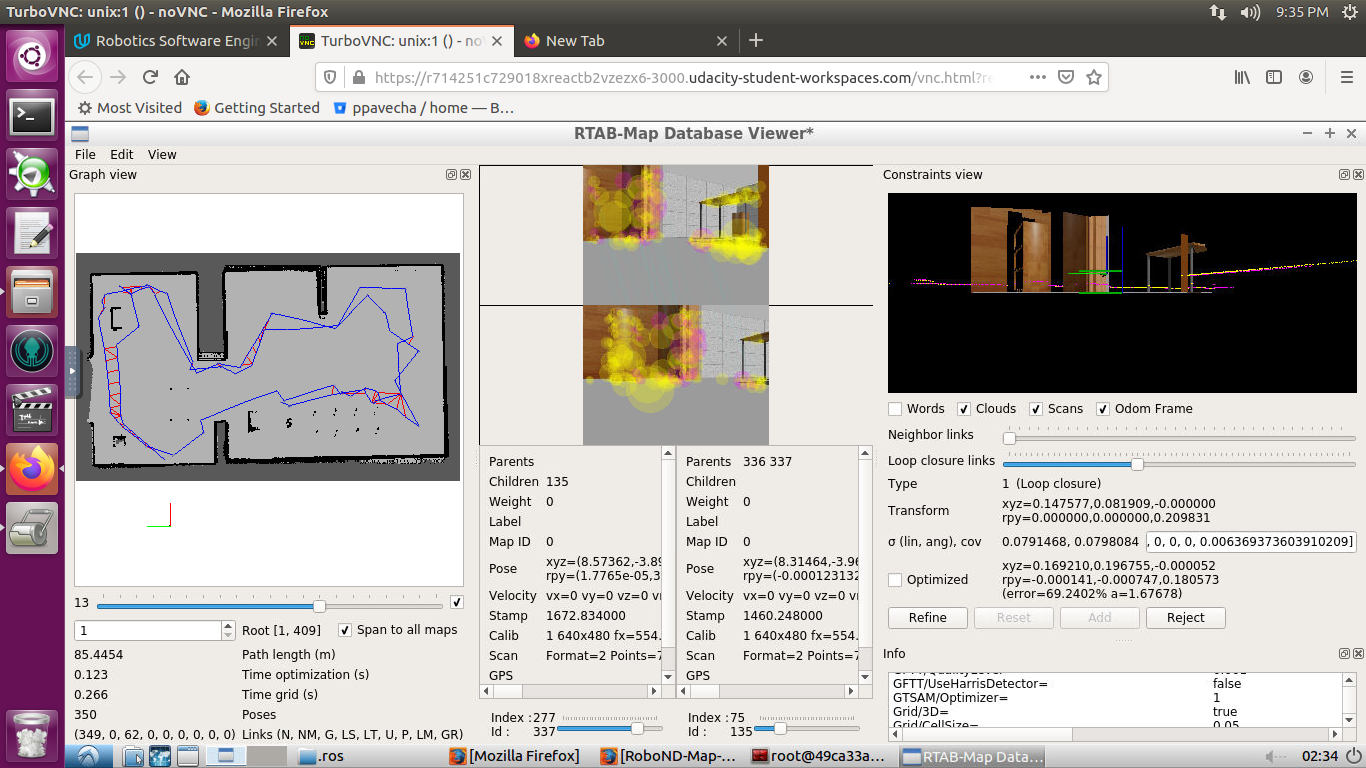 TurboVNC: unix:1 () - noVNC - Mozilla Firefox
9:35 PM
Robotics Software Engin
TurboVNC: unix:1 () - noV
New Tab
https://r714251c729018xreactb2vzezx6-3000.udacity-student-workspaces.com/vnc.html?re
Most Visited
Getting Started
ppavecha / home — B…
RTAB-Map Database Viewer*
File Edit View
Graph view
Constraints view
Words Clouds Scans Odom Frame
Neighbor links
Loop closure links
Type 1 (Loop closure)
Transform xyz=0.147577,0.081909,-0.000000
rpy=0.000000,0.000000,0.209831
σ (lin, ang), cov 0.0791468, 0.0798084 , 0, 0, 0, 0.006369373603910209]
Optimized xyz=0.169210,0.196755,-0.000052
rpy=-0.000141,-0.000747,0.180573
(error=69.2402% a=1.67678)
Refine Reset Add Reject
Info
GFTT/UseHarrisDetector= false
GTSAM/Optimizer= 1
Grid/3D= true
Grid/CellSize= 0.05
Parents
Children 135
Weight 0
Label
Map ID 0
Pose xyz=(8.57362,-3.89
rpy=(1.7765e-05,3
Velocity vx=0 vy=0 vz=0 vr
Stamp 1672.834000
Calib 1 640x480 fx=554.
Scan Format=2 Points=7
GPS
Index : 277
Id : 337
Parents 336 337
Children
Weight 0
Label
Map ID 0
Pose xyz=(8.31464,-3.96
rpy=(-0.000123132
Velocity vx=0 vy=0 vz=0 vr
Stamp 1460.248000
Calib 1 640x480 fx=554.
Scan Format=2 Points=7
GPS
Index : 75
Id : 135
13
1 Root [1, 409] Span to all maps
85.4454 Path length (m)
0.123 Time optimization (s)
0.266 Time grid (s)
350 Poses
(349, 0, 62, 0, 0, 0, 0, 0, 0) Links (N, NM, G, LS, LT, U, P, LM, GR)
.ros
[Mozilla Firefox]
[RoboND-Map-...
root@49ca33a...
RTAB-Map Data...
02:34